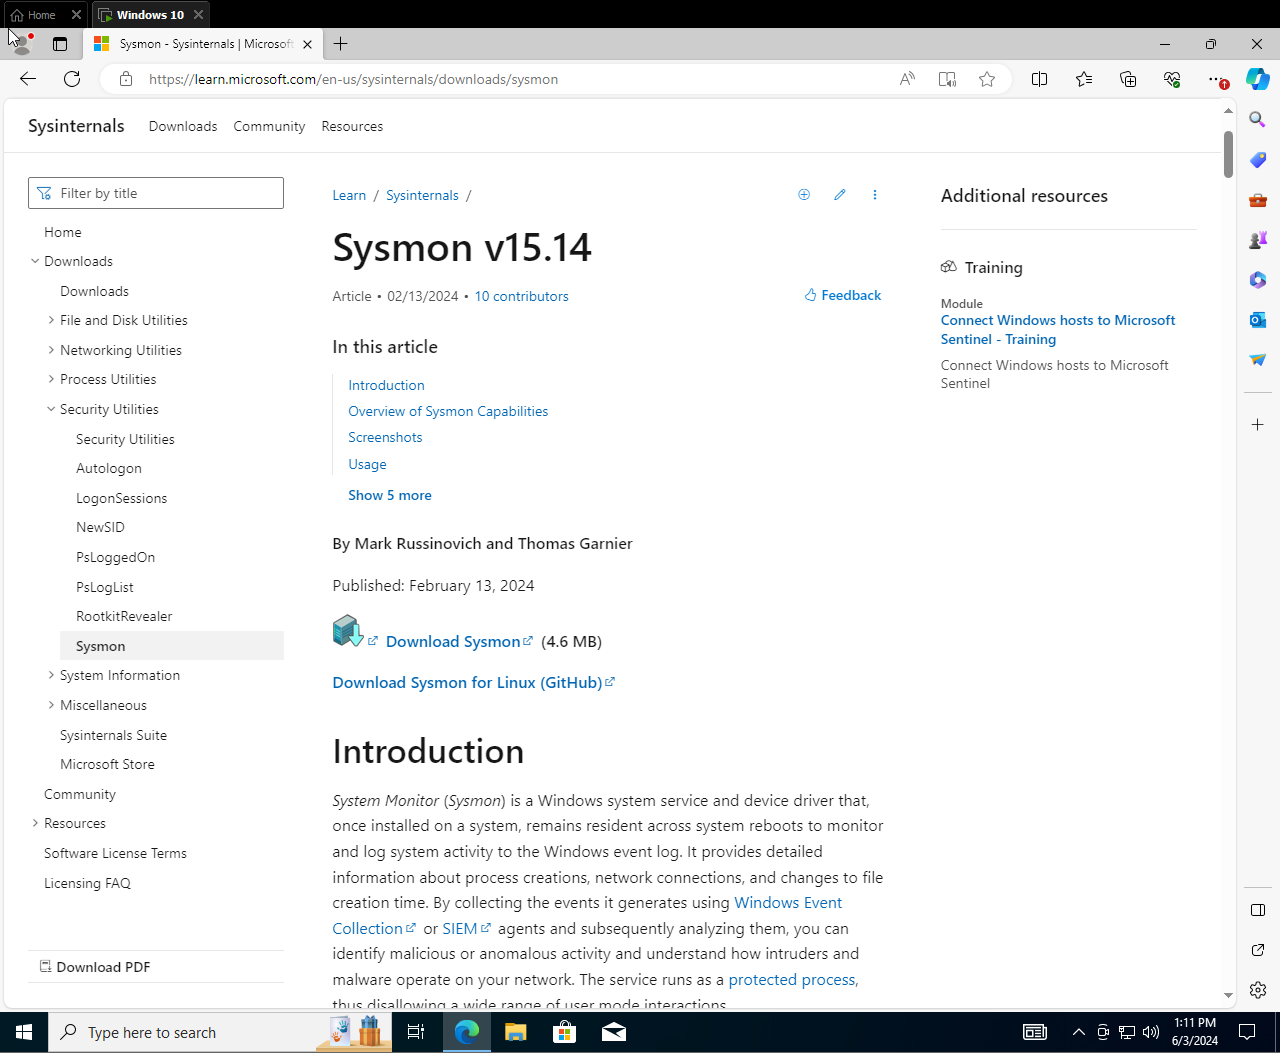 Home
Windows 10
Sysmon - Sysinternals | Microsoft
https://learn.microsoft.com/en-us/sysinternals/downloads/sysmon
Sysinternals
Downloads
Community
Resources
Filter by title
Home
Downloads
Downloads
File and Disk Utilities
Networking Utilities
Process Utilities
Security Utilities
Security Utilities
Autologon
LogonSessions
NewSID
PsLoggedOn
PsLogList
RootkitRevealer
Sysmon
System Information
Miscellaneous
Sysinternals Suite
Microsoft Store
Community
Resources
Software License Terms
Licensing FAQ
Download PDF
Learn / Sysinternals /
Sysmon v15.14
Article • 02/13/2024 • 10 contributors
Feedback
In this article
Introduction
Overview of Sysmon Capabilities
Screenshots
Usage
Show 5 more
By Mark Russinovich and Thomas Garnier
Published: February 13, 2024
Download Sysmon (4.6 MB)
Download Sysmon for Linux (GitHub)
Introduction
System Monitor (Sysmon) is a Windows system service and device driver that,
once installed on a system, remains resident across system reboots to monitor
and log system activity to the Windows event log. It provides detailed
information about process creations, network connections, and changes to file
creation time. By collecting the events it generates using Windows Event
Collection or SIEM agents and subsequently analyzing them, you can
identify malicious or anomalous activity and understand how intruders and
malware operate on your network. The service runs as a protected process,
thus disallowing a wide range of user mode interactions.
Additional resources
Training
Module
Connect Windows hosts to Microsoft
Sentinel - Training
Connect Windows hosts to Microsoft
Sentinel
Type here to search
1:11 PM
6/3/2024